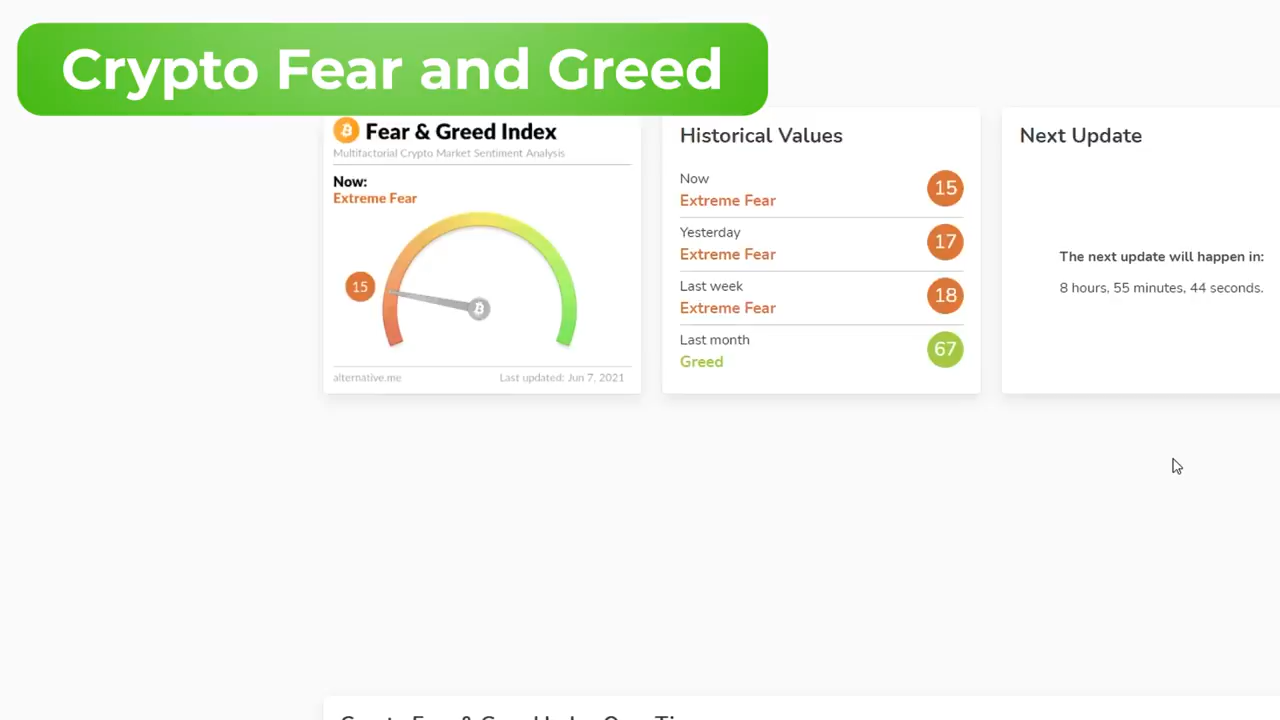 Crypto Fear and Greed
Fear & Greed Index
Multifactorial Crypto Market Sentiment Analysis
Now:
Extreme Fear
15
alternative.me
Last updated: Jun 7, 2021
Historical Values
Now
Extreme Fear
15
Yesterday
Extreme Fear
17
Last week
Extreme Fear
18
Last month
Greed
67
Next Update
The next update will happen in:
8 hours, 55 minutes, 44 seconds.